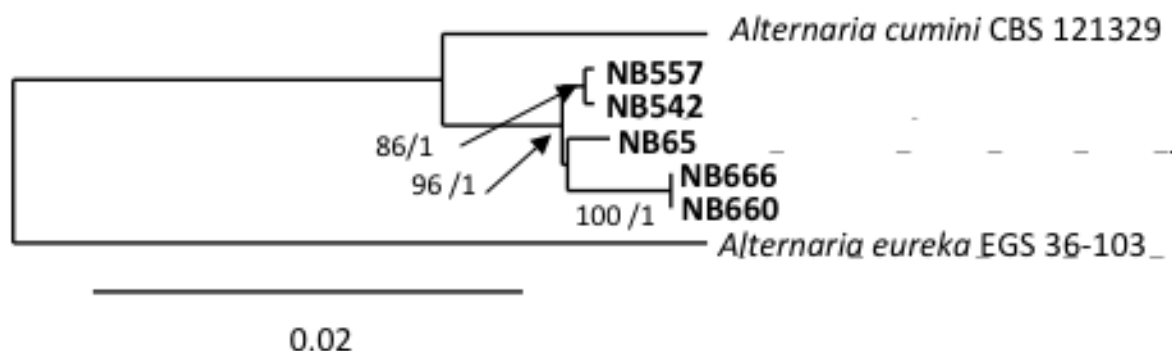 Alternaria cumini CBS 121329
NB557
NB542
86/1
NB65
96 /1
NB666
100 /1
NB660
Alternaria eureka EGS 36-103
0.02